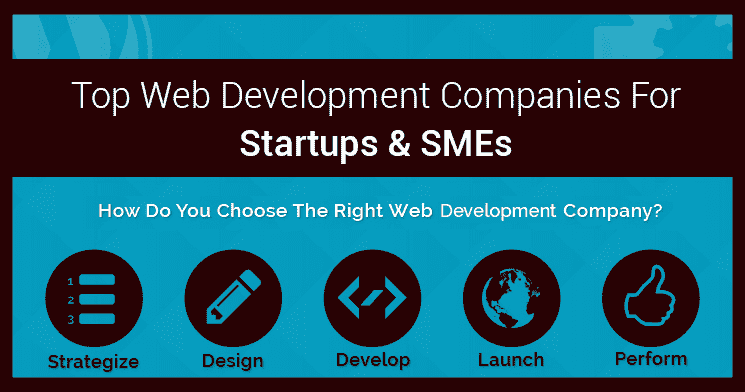 Top Web Development Companies For
Startups & SMEs
How Do You Choose The Right Web Development Company?
1
2
3
Strategize Design Develop Launch Perform